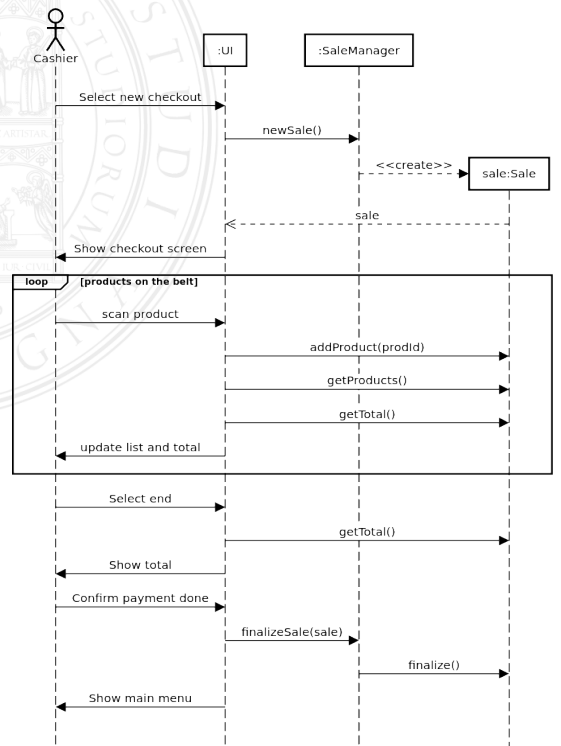 Cashier
:UI
:SaleManager
Select new checkout
newSale()
<<create>>
sale:Sale
sale
Show checkout screen
loop
[products on the belt]
scan product
addProduct(prodId)
getProducts()
getTotal()
update list and total
Select end
getTotal()
Show total
Confirm payment done
finalizeSale(sale)
finalize()
Show main menu